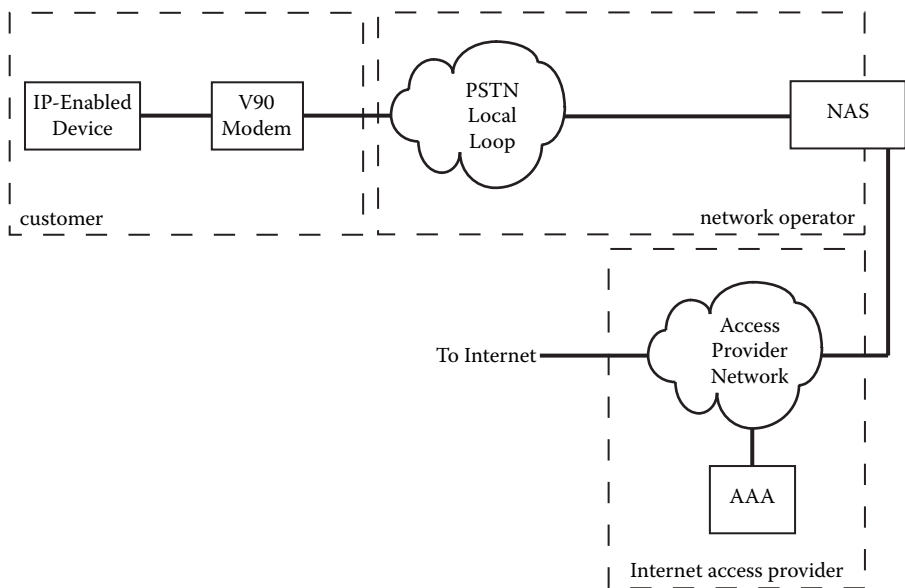 IP-Enabled
Device
V90
Modem
PSTN
Local
Loop
NAS
customer
network operator
To Internet
Access
Provider
Network
AAA
Internet access provider